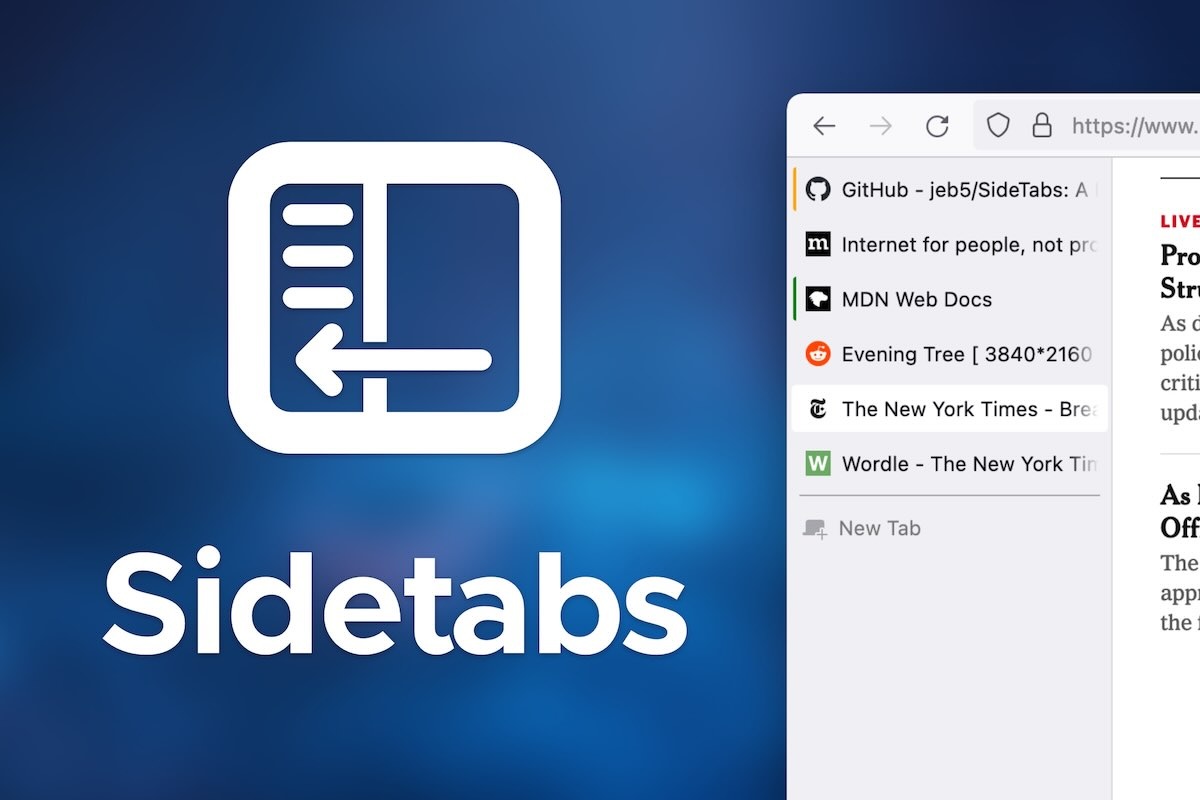 Sidetabs
https://www.
GitHub - jeb5/SideTabs: A
Internet for people, not pro
MDN Web Docs
Evening Tree [ 3840*2160
The New York Times - Brea
W Wordle - The New York Tim
New Tab
LIVE
Pro
Stru
As d
polic
criti
upda
As
Offi
The
appr
the f